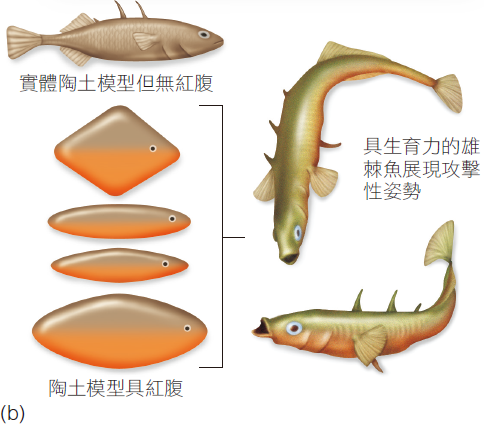 實體陶土模型但無紅腹
具生育力的雄
棘魚展現攻擊
性姿勢
陶土模型具紅腹
(b)